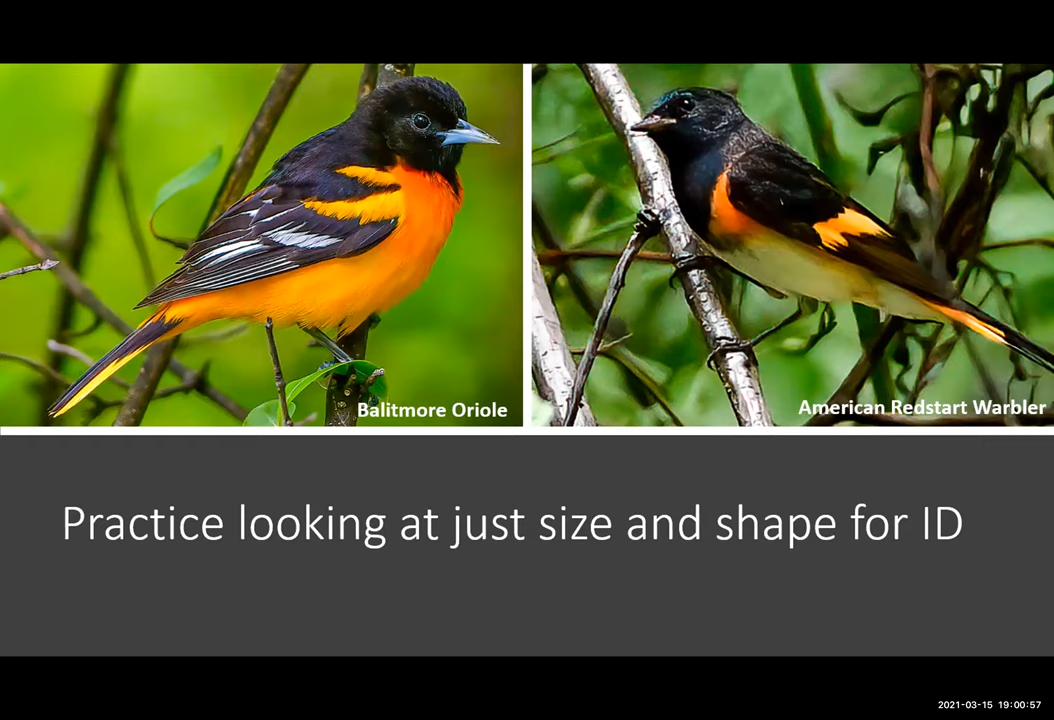 Balitmore Oriole
American Redstart Warbler
Practice looking at just size and shape for ID
2021-03-15 19:00:57